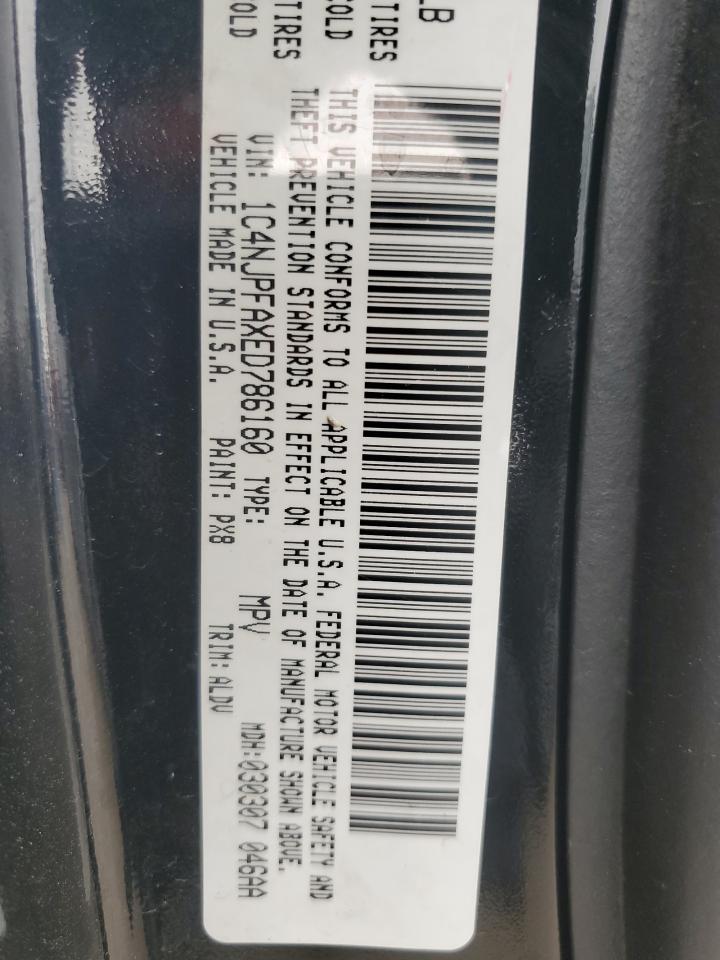 LB
TIRES
COLD
TIRES
COLD
THIS VEHICLE CONFORMS TO ALL APPLICABLE U.S.A. FEDERAL MOTOR VEHICLE SAFETY AND
THEFT PREVENTION STANDARDS IN EFFECT ON THE DATE OF MANUFACTURE SHOWN ABOVE.
VIN: 1C4NJPFAXED786160 TYPE: MPV MDH:030307 046AA
VEHICLE MADE IN U.S.A. PAINT: PX8 TRIM: ALDV